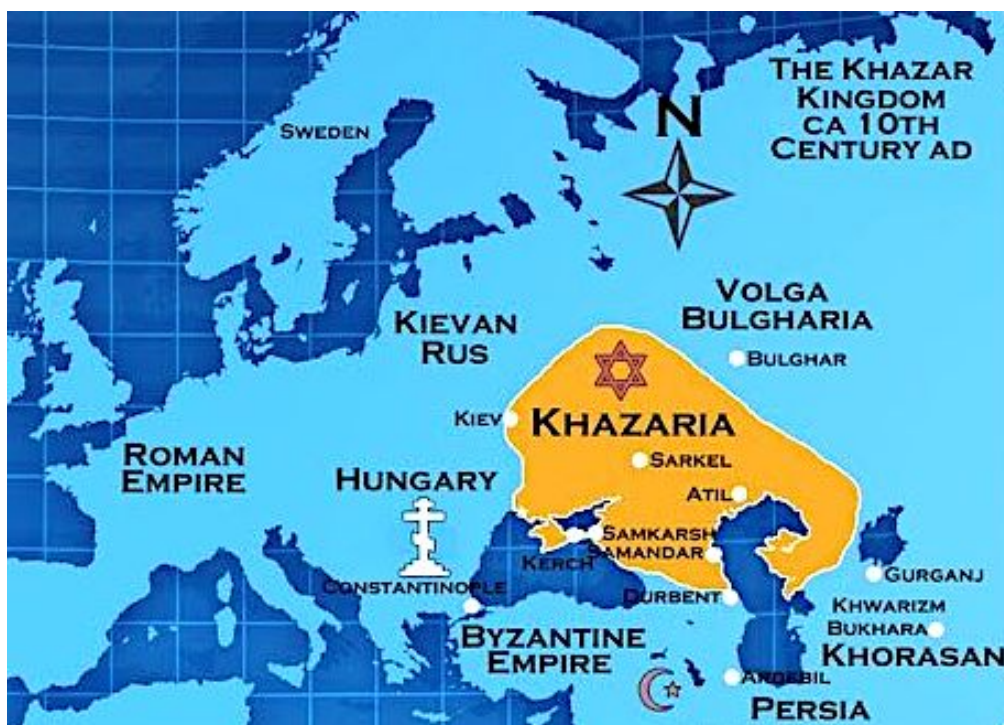 THE KHAZAR
KINGDOM
CA 10TH
CENTURY AD
N
SWEDEN
VOLGA
BULGHARIA
BULGHAR
KIEVAN
RUS
KIEV
KHAZARIA
SARKEL
ATIL
ROMAN
EMPIRE
HUNGARY
SAMKARSH
SAMANDAR
KERCH
GURGANJ
CONSTANTINOPLE
DURBENT
KHWARIZM
BUKHARA
BYZANTINE
EMPIRE
KHORASAN
ARDEBIL
PERSIA